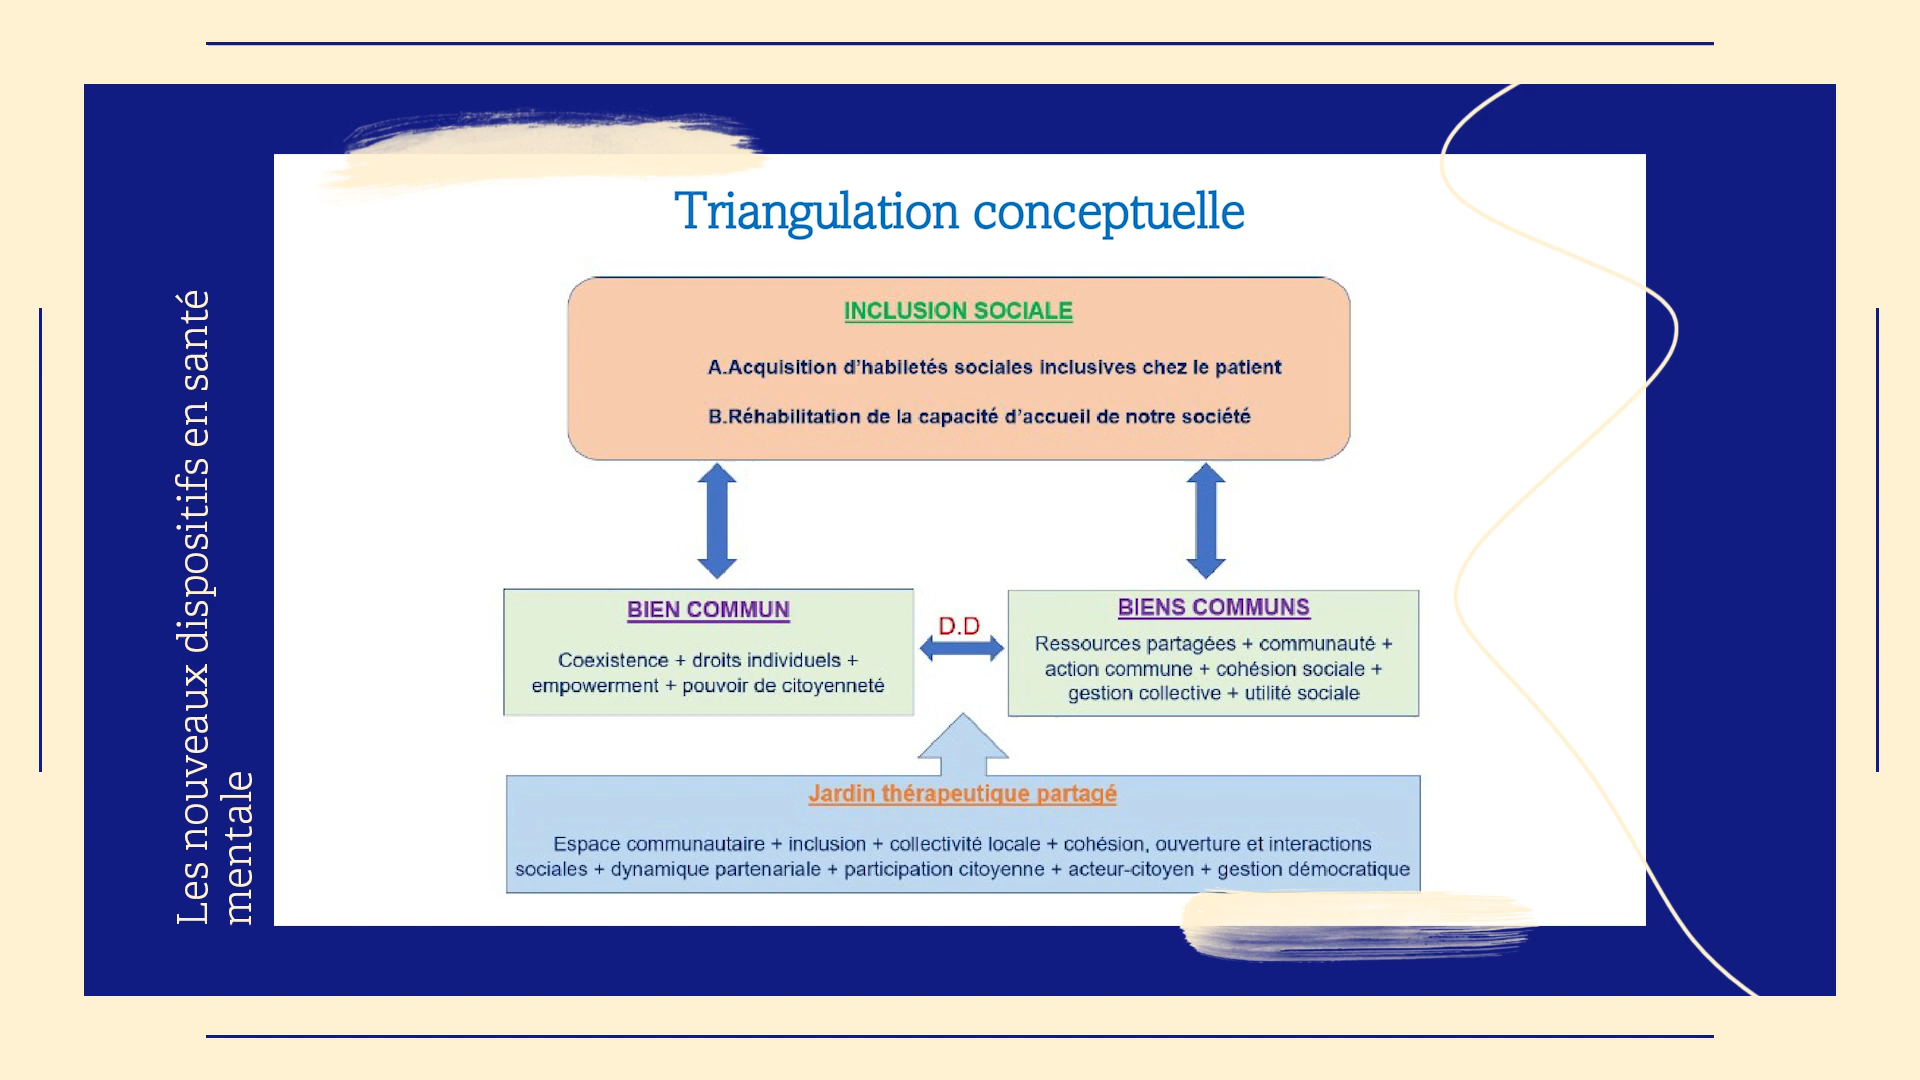 Les nouveaux dispositifs en santé
mentale
Triangulation conceptuelle
INCLUSION SOCIALE
A.Acquisition d’habiletés sociales inclusives chez le patient
B.Réhabilitation de la capacité d’accueil de notre société
BIEN COMMUN
Coexistence + droits individuels +
empowerment + pouvoir de citoyenneté
D.D
BIENS COMMUNS
Ressources partagées + communauté +
action commune + cohésion sociale +
gestion collective + utilité sociale
Jardin thérapeutique partagé
Espace communautaire + inclusion + collectivité locale + cohésion, ouverture et interactions
sociales + dynamique partenariale + participation citoyenne + acteur-citoyen + gestion démocratique